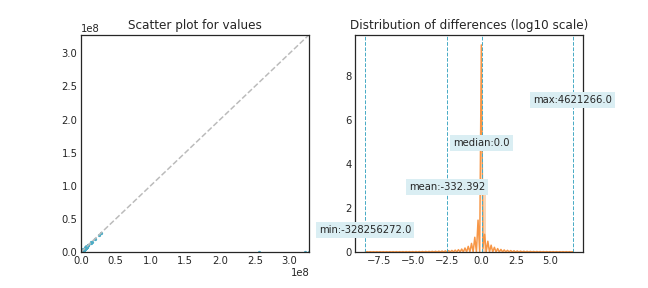 Scatter plot for values
1e8
3.0
2.5
2.0
1.5
1.0
0.5
0.0
0.0 0.5 1.0 1.5 2.0 2.5 3.0
1e8
Distribution of differences (log10 scale)
8
6
4
2
0
max:4621266.0
median:0.0
mean:-332.392
min:-328256272.0
−7.5 −5.0 −2.5 0.0 2.5 5.0